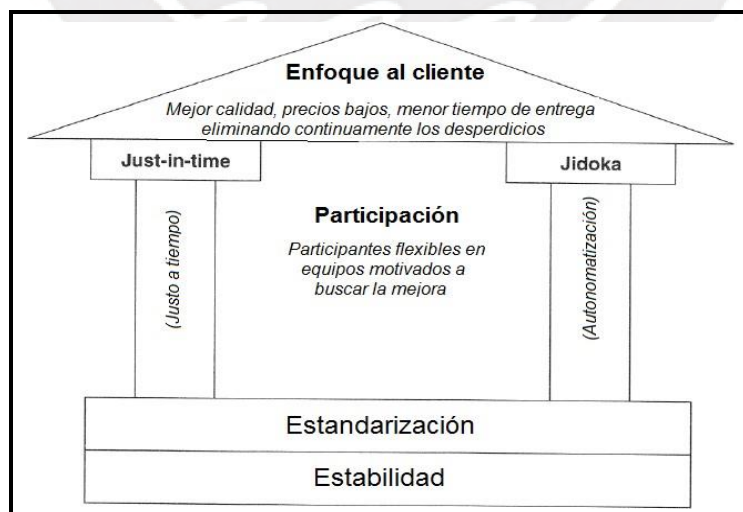 Enfoque al cliente
Mejor calidad, precios bajos, menor tiempo de entrega
eliminando continuamente los desperdicios
Just-in-time
Jidoka
(Justo a tiempo)
Participación
Participantes flexibles en
equipos motivados a
buscar la mejora
(Autonomatización)
Estandarización
Estabilidad